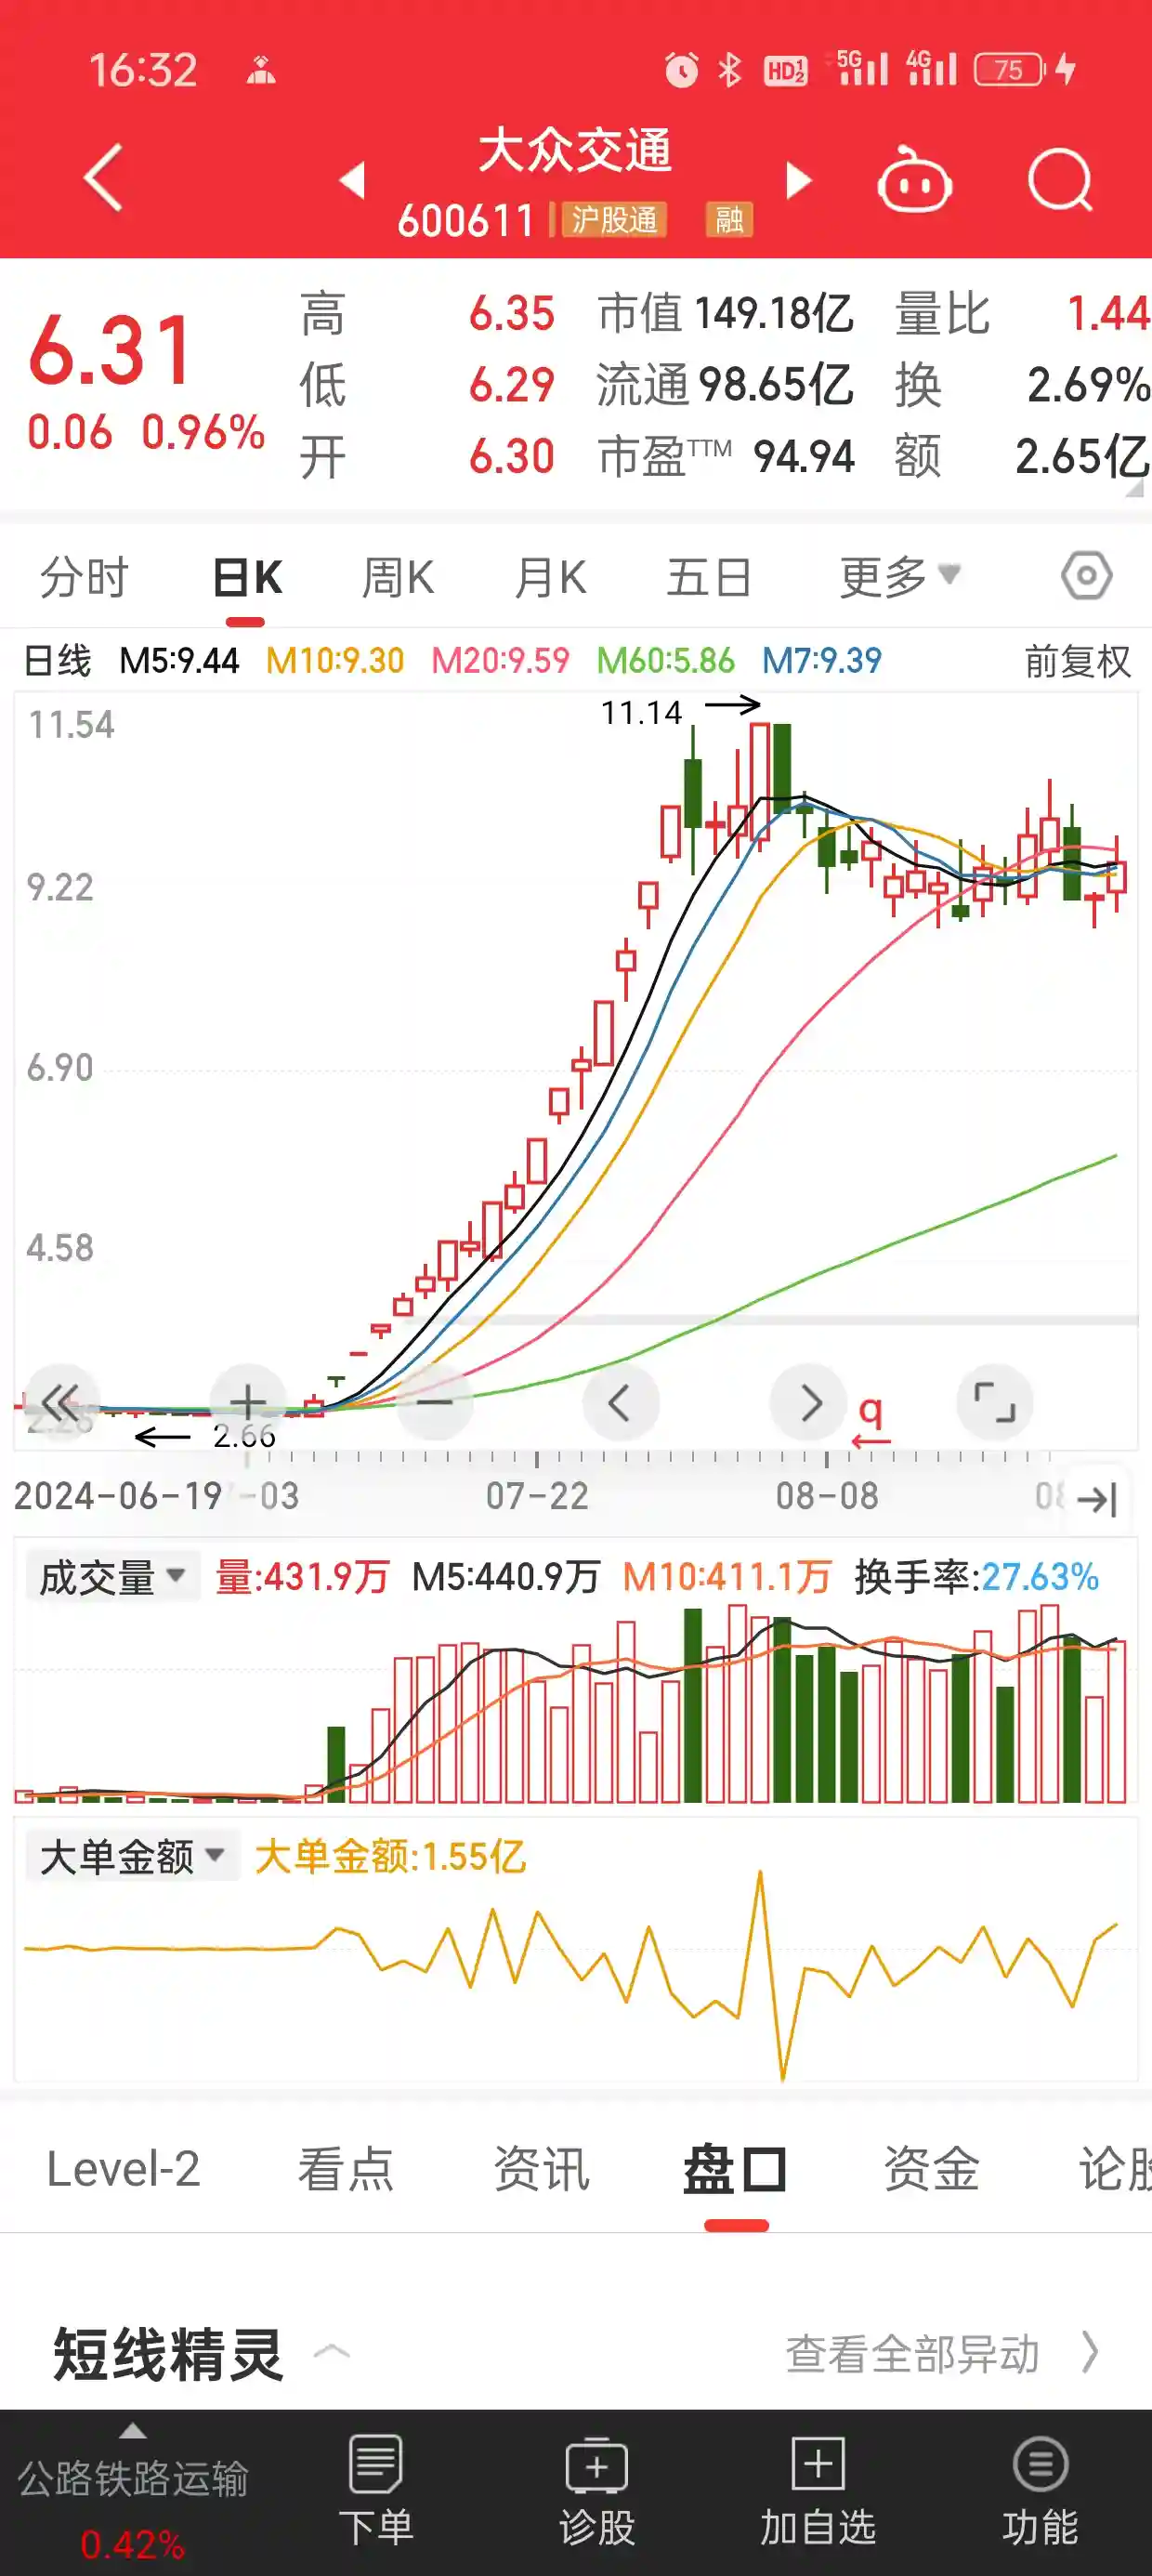 16:32 HD 1 2 5G 4G 75
大众交通
600611 沪股通 融
6.31
0.06 0.96%
高 6.35 市值 149.18亿 量比 1.44
低 6.29 流通 98.65亿 换 2.69%
开 6.30 市盈TTM 94.94 额 2.65亿
分时 日K 周K 月K 五日 更多
日线 M5:9.44 M10:9.30 M20:9.59 M60:5.86 M7:9.39 前复权
11.54
11.14
9.22
6.90
4.58
q
2.66
2024-06-19 -03 07-22 08-08
成交量 量:431.9万 M5:440.9万 M10:411.1万 换手率:27.63%
大单金额 大单金额:1.55亿
Level-2 看点 资讯 盘口 资金 论股
短线精灵 查看全部异动
公路铁路运输
0.42%
下单 诊股 加自选 功能